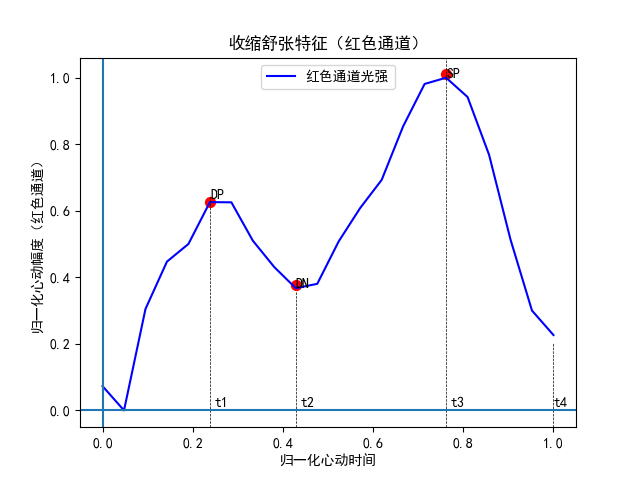 收缩舒张特征（红色通道）
红色通道光强
归一化心动幅度（红色通道）
1.0
0.8
0.6
0.4
0.2
0.0
SP
DP
DN
t1
t2
t3
t4
0.0
0.2
0.4
0.6
0.8
1.0
归一化心动时间